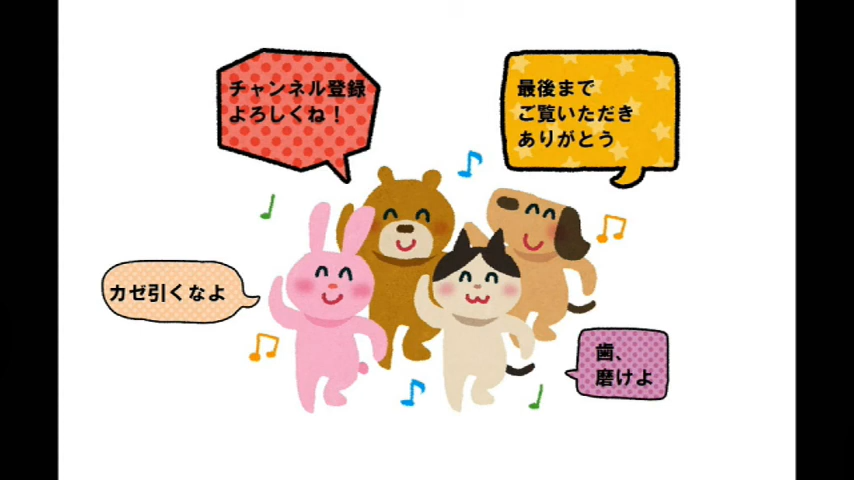 チャンネル登録
よろしくね！
最後まで
ご覧いただき
ありがとう
カゼ引くなよ
歯、
磨けよ